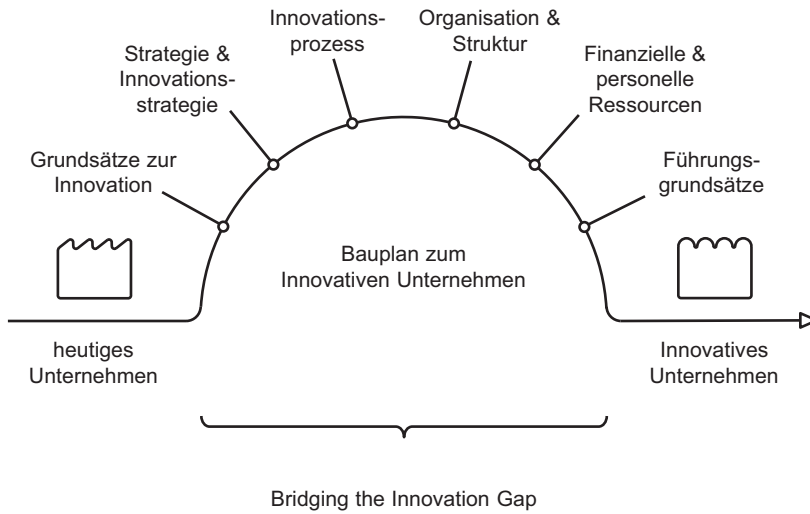 Innovations-
prozess
Organisation &
Struktur
Strategie &
Innovations-
strategie
Finanzielle &
personelle
Ressourcen
Grundsätze zur
Innovation
Führungs-
grundsätze
Bauplan zum
Innovativen Unternehmen
heutiges
Unternehmen
Innovatives
Unternehmen
Bridging the Innovation Gap